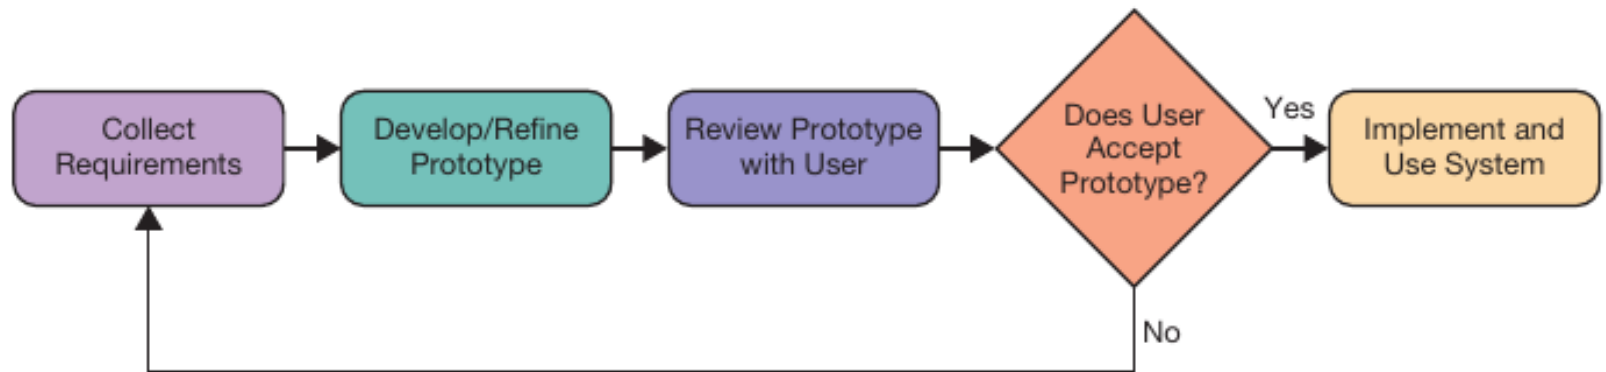 Collect
Requirements
Develop/Refine
Prototype
Review Prototype
with User
Does User
Accept
Prototype?
Yes
Implement and
Use System
No